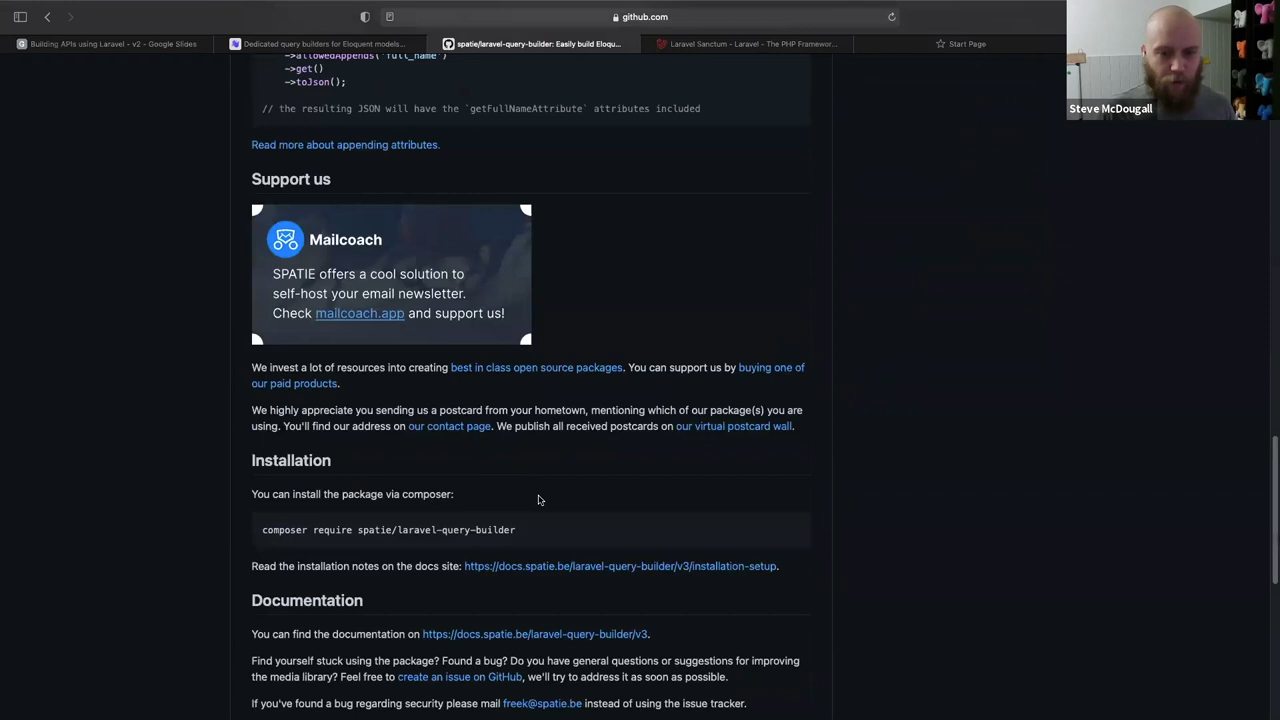 github.com
Building APIs using Laravel - v2 - Google Slides
Dedicated query builders for Eloquent models...
spatie/laravel-query-builder: Easily build Eloqu...
Laravel Sanctum - Laravel - The PHP Framewor...
Start Page
Steve McDougall
->allowedAppends('full_name')
->get()
->toJson();
// the resulting JSON will have the `getFullNameAttribute` attributes included
Read more about appending attributes.
Support us
Mailcoach
SPATIE offers a cool solution to
self-host your email newsletter.
Check mailcoach.app and support us!
We invest a lot of resources into creating best in class open source packages. You can support us by buying one of
our paid products.
We highly appreciate you sending us a postcard from your hometown, mentioning which of our package(s) you are
using. You'll find our address on our contact page. We publish all received postcards on our virtual postcard wall.
Installation
You can install the package via composer:
composer require spatie/laravel-query-builder
Read the installation notes on the docs site: https://docs.spatie.be/laravel-query-builder/v3/installation-setup.
Documentation
You can find the documentation on https://docs.spatie.be/laravel-query-builder/v3.
Find yourself stuck using the package? Found a bug? Do you have general questions or suggestions for improving
the media library? Feel free to create an issue on GitHub, we'll try to address it as soon as possible.
If you've found a bug regarding security please mail freek@spatie.be instead of using the issue tracker.